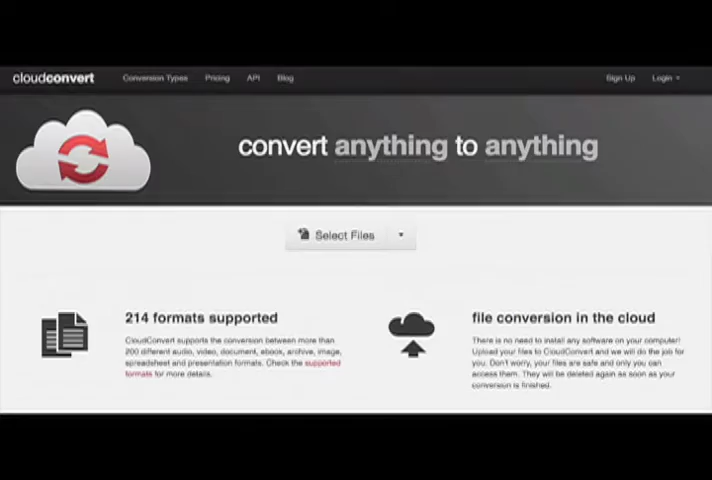 cloudconvert Conversion Types Pricing API Blog Sign Up Login
convert anything to anything
Select Files
214 formats supported
CloudConvert supports the conversion between more than
200 different audio, video, document, ebook, archive, image,
spreadsheet and presentation formats. Check the supported
formats for more details.
file conversion in the cloud
There is no need to install any software on your computer!
Upload your files to CloudConvert and we will do the job for
you. Don't worry, your files are safe and only you can
access them. They will be deleted again as soon as your
conversion is finished.